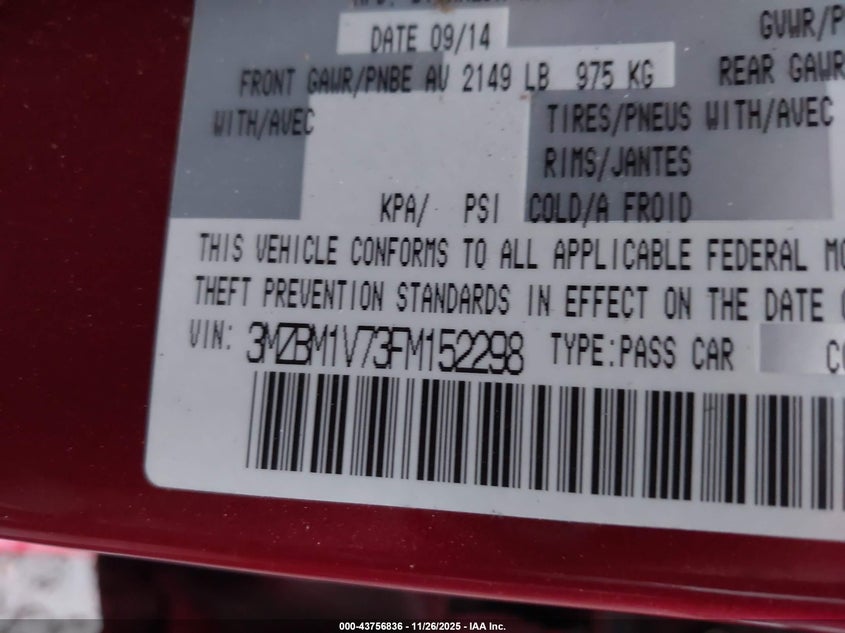 DATE 09/14 GVWR/P
FRONT GAWR/PNBE AV 2149 LB 975 KG REAR GAWR
WITH/AVEC TIRES/PNEUS WITH/AVEC
RIMS/JANTES
KPA/ PSI COLD/A FROID
THIS VEHICLE CONFORMS TO ALL APPLICABLE FEDERAL MO
THEFT PREVENTION STANDARDS IN EFFECT ON THE DATE O
VIN: 3MZBM1V73FM152298 TYPE:PASS CAR CO
000-43756836 - 11/26/2025 - IAA Inc.